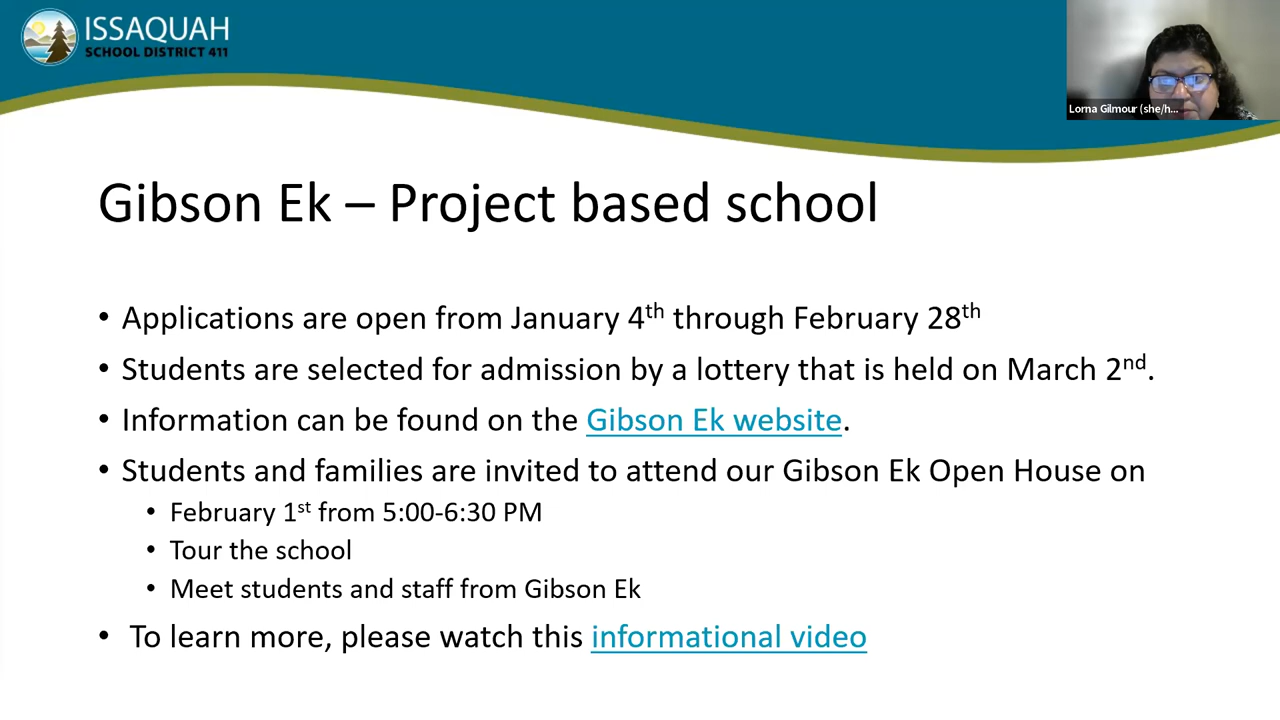 ISSAQUAH
SCHOOL DISTRICT 411
Lorna Gilmour (she/h...
Gibson Ek – Project based school
• Applications are open from January 4th through February 28th
• Students are selected for admission by a lottery that is held on March 2nd.
• Information can be found on the Gibson Ek website.
• Students and families are invited to attend our Gibson Ek Open House on
• February 1st from 5:00-6:30 PM
• Tour the school
• Meet students and staff from Gibson Ek
• To learn more, please watch this informational video